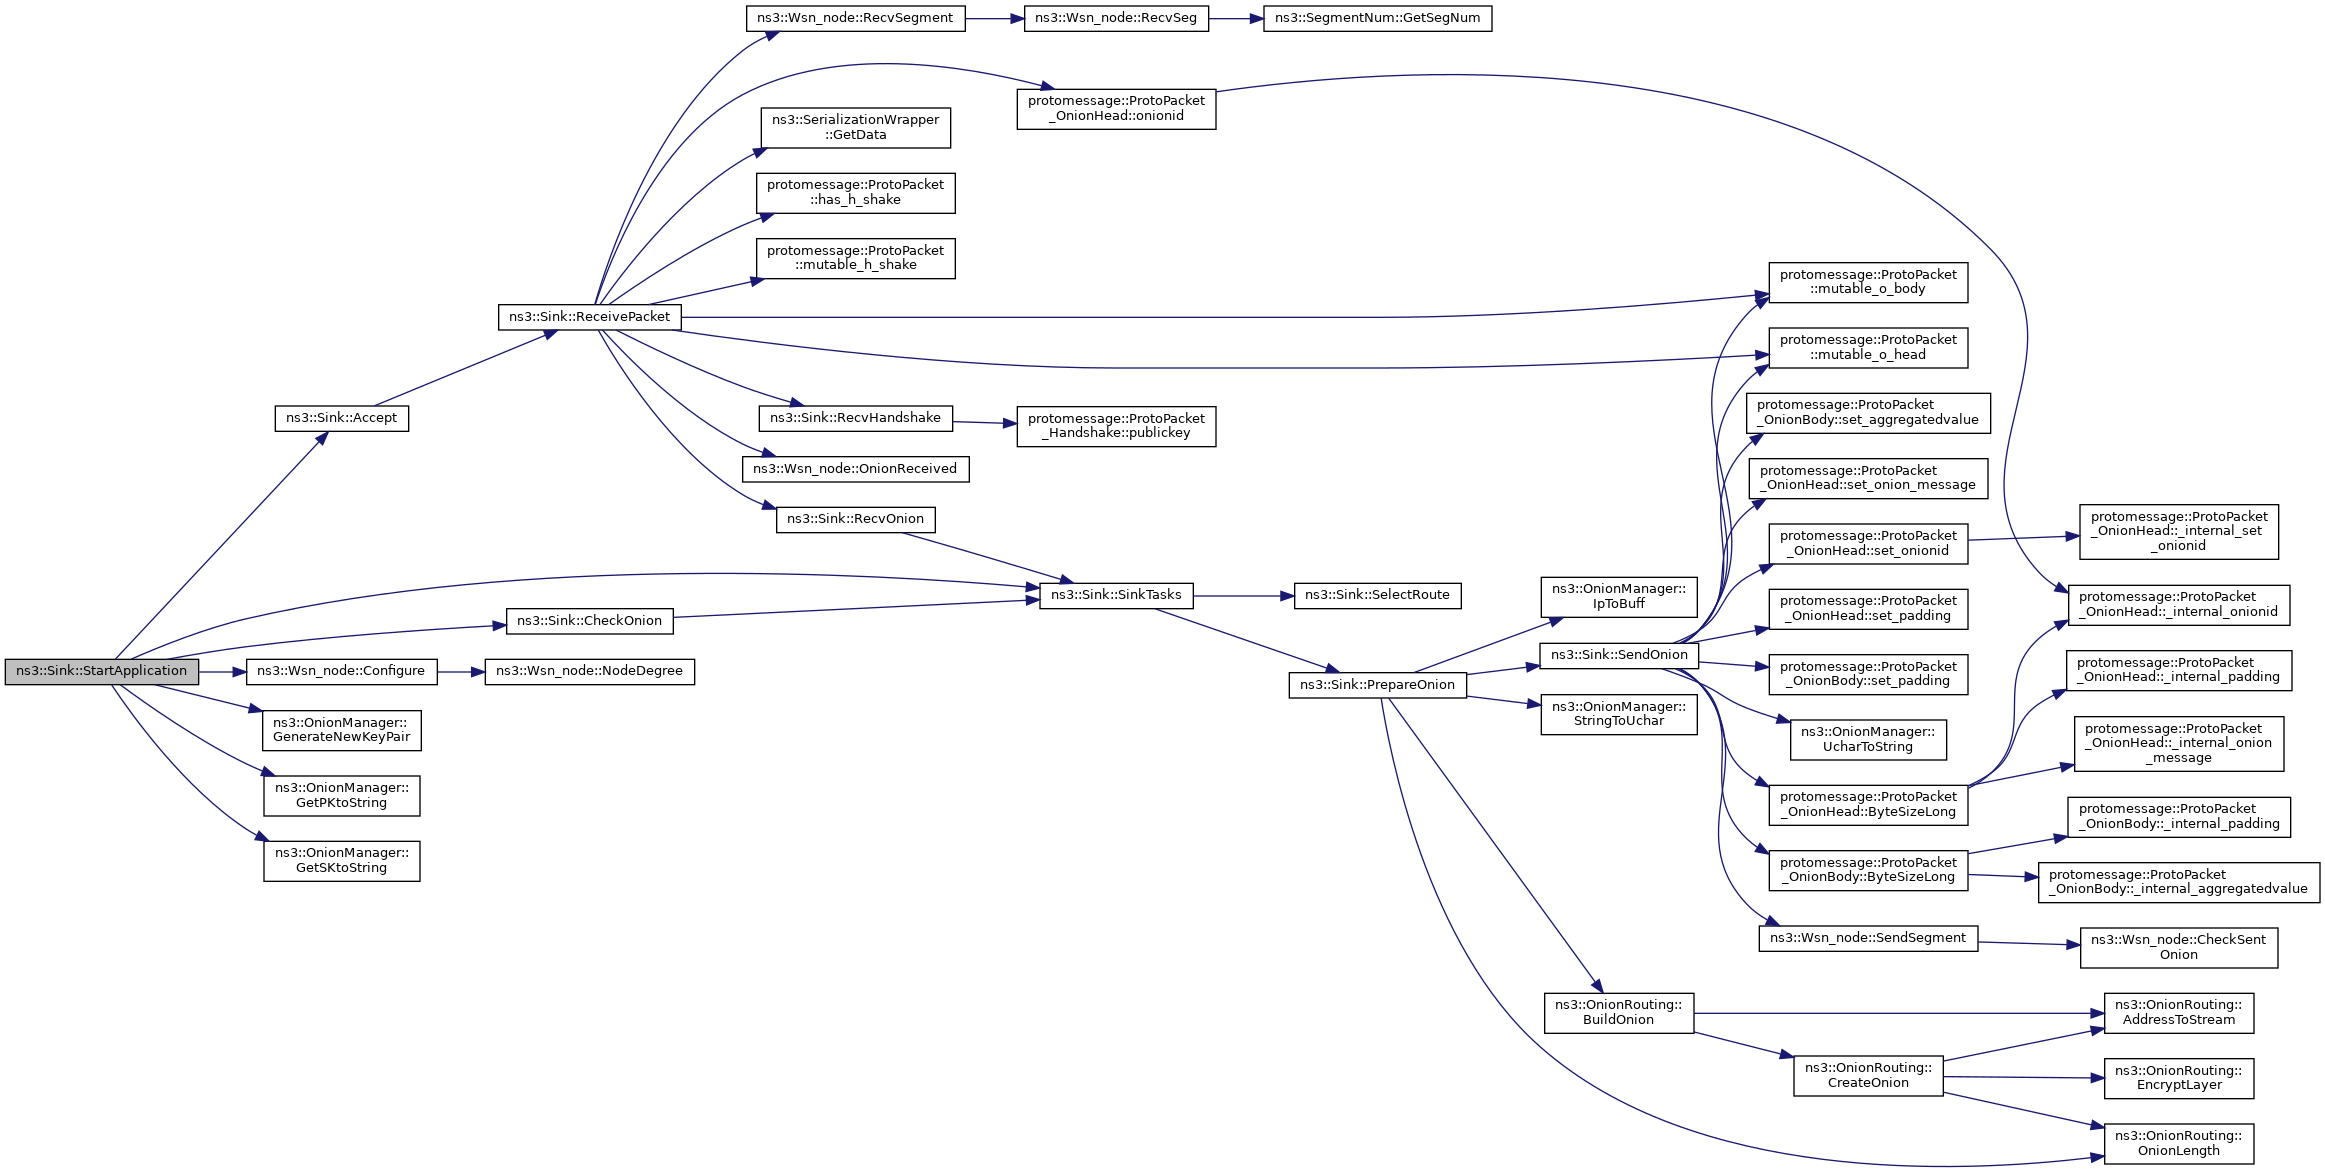 ns3::Sink::StartApplication
ns3::Sink::Accept
ns3::Wsn_node::Configure
ns3::OnionManager::
GenerateNewKeyPair
ns3::OnionManager::
GetPKtoString
ns3::OnionManager::
GetSKtoString
ns3::Sink::ReceivePacket
ns3::Sink::CheckOnion
ns3::Wsn_node::NodeDegree
ns3::Wsn_node::RecvSegment
ns3::SerializationWrapper
::GetData
protomessage::ProtoPacket
::has_h_shake
protomessage::ProtoPacket
::mutable_h_shake
ns3::Sink::RecvHandshake
ns3::Wsn_node::OnionReceived
ns3::Sink::RecvOnion
ns3::Wsn_node::RecvSeg
protomessage::ProtoPacket
_OnionHead::onionid
protomessage::ProtoPacket
_Handshake::publickey
ns3::Sink::SinkTasks
ns3::SegmentNum::GetSegNum
ns3::Sink::SelectRoute
ns3::Sink::PrepareOnion
ns3::OnionManager::
IpToBuff
ns3::Sink::SendOnion
ns3::OnionManager::
StringToUchar
ns3::OnionRouting::
BuildOnion
protomessage::ProtoPacket
::mutable_o_body
protomessage::ProtoPacket
::mutable_o_head
protomessage::ProtoPacket
_OnionBody::set_aggregatedvalue
protomessage::ProtoPacket
_OnionHead::set_onion_message
protomessage::ProtoPacket
_OnionHead::set_onionid
protomessage::ProtoPacket
_OnionHead::set_padding
protomessage::ProtoPacket
_OnionBody::set_padding
ns3::OnionManager::
UcharToString
protomessage::ProtoPacket
_OnionHead::ByteSizeLong
protomessage::ProtoPacket
_OnionBody::ByteSizeLong
ns3::Wsn_node::SendSegment
ns3::OnionRouting::
CreateOnion
protomessage::ProtoPacket
_OnionHead::_internal_set
_onionid
protomessage::ProtoPacket
_OnionHead::_internal_onionid
protomessage::ProtoPacket
_OnionHead::_internal_padding
protomessage::ProtoPacket
_OnionHead::_internal_onion
_message
protomessage::ProtoPacket
_OnionBody::_internal_padding
protomessage::ProtoPacket
_OnionBody::_internal_aggregatedvalue
ns3::Wsn_node::CheckSent
Onion
ns3::OnionRouting::
AddressToStream
ns3::OnionRouting::
EncryptLayer
ns3::OnionRouting::
OnionLength